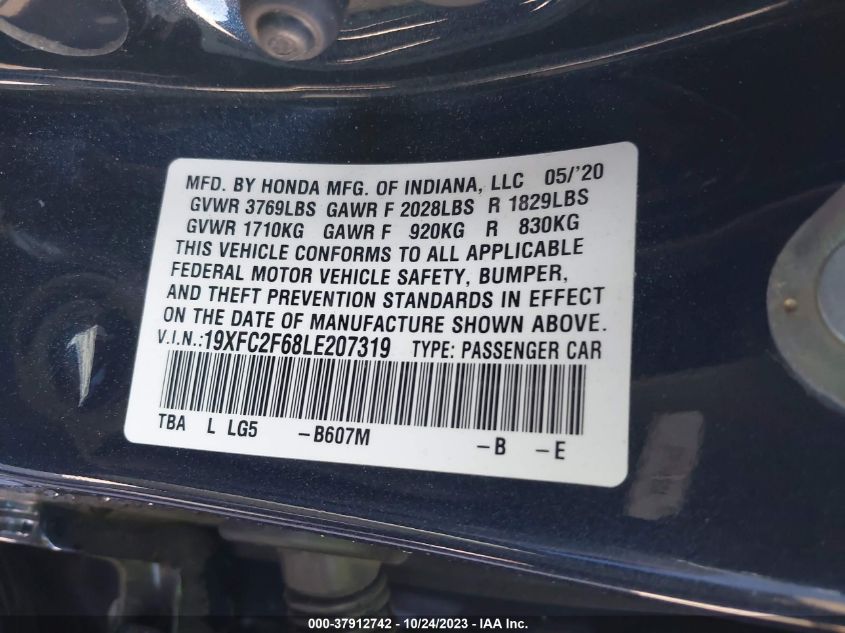 MFD. BY HONDA MFG. OF INDIANA, LLC 05/'20
GVWR 3769LBS GAWR F 2028LBS R 1829LBS
GVWR 1710KG GAWR F 920KG R 830KG
THIS VEHICLE CONFORMS TO ALL APPLICABLE
FEDERAL MOTOR VEHICLE SAFETY, BUMPER,
AND THEFT PREVENTION STANDARDS IN EFFECT
ON THE DATE OF MANUFACTURE SHOWN ABOVE.
V.I.N.:19XFC2F68LE207319 TYPE: PASSENGER CAR
TBA L LG5 -B607M -B -E
000-37912742 - 10/24/2023 - IAA Inc.